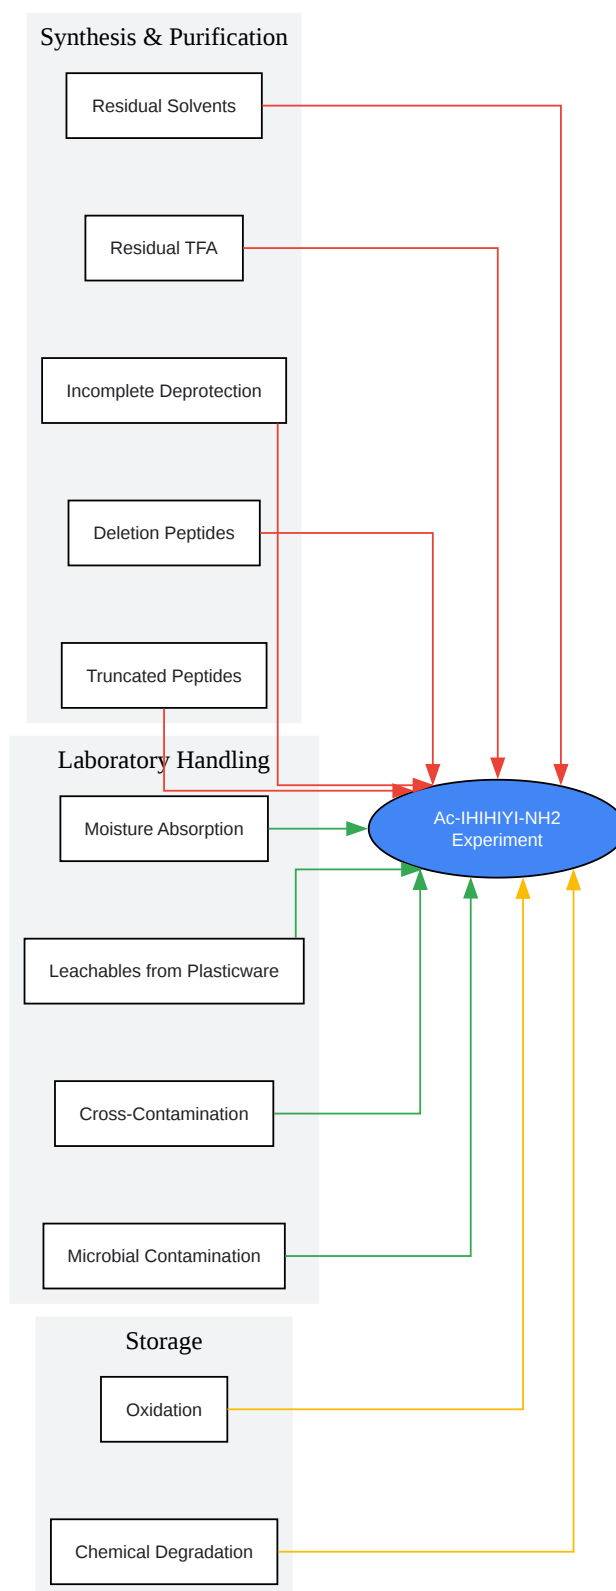 Synthesis & Purification
Residual Solvents
Residual TFA
Incomplete Deprotection
Deletion Peptides
Truncated Peptides
Laboratory Handling
Moisture Absorption
Ac-IHIHIYI-NH2
Experiment
Leachables from Plasticware
Cross-Contamination
Microbial Contamination
Storage
Oxidation
Chemical Degradation